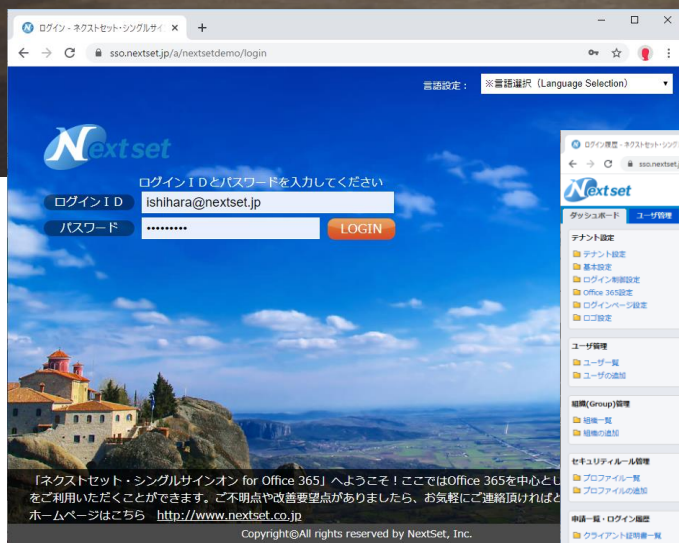 ログイン - ネクストセット・シングルサイ
sso.nextset.jp/a/nextsetdemo/login
言語設定： ※言語選択（Language Selection）
Nextset
ログインＩＤとパスワードを入力してください
ログインＩＤ ishihara@nextset.jp
パスワード •••••••••
LOGIN
「ネクストセット・シングルサインオン for Office 365」へようこそ！ここではOffice 365を中心とし
をご利用いただくことができます。ご不明点や改善要望点がありましたら、お気軽にご連絡頂ければと
ホームページはこちら http://www.nextset.co.jp
Copyright©All rights reserved by NextSet, Inc.
ログイン履歴 - ネクストセット・シング
sso.nextset.
Nextset
ダッシュボード ユーザ管理
テナント設定
テナント設定
基本設定
ログイン制御設定
Office 365設定
ログインページ設定
ロゴ設定
ユーザ管理
ユーザ一覧
ユーザの追加
組織(Group)管理
組織一覧
組織の追加
セキュリティルール管理
プロファイル一覧
プロファイルの追加
申請一覧・ログイン履歴
クライアント証明書一覧